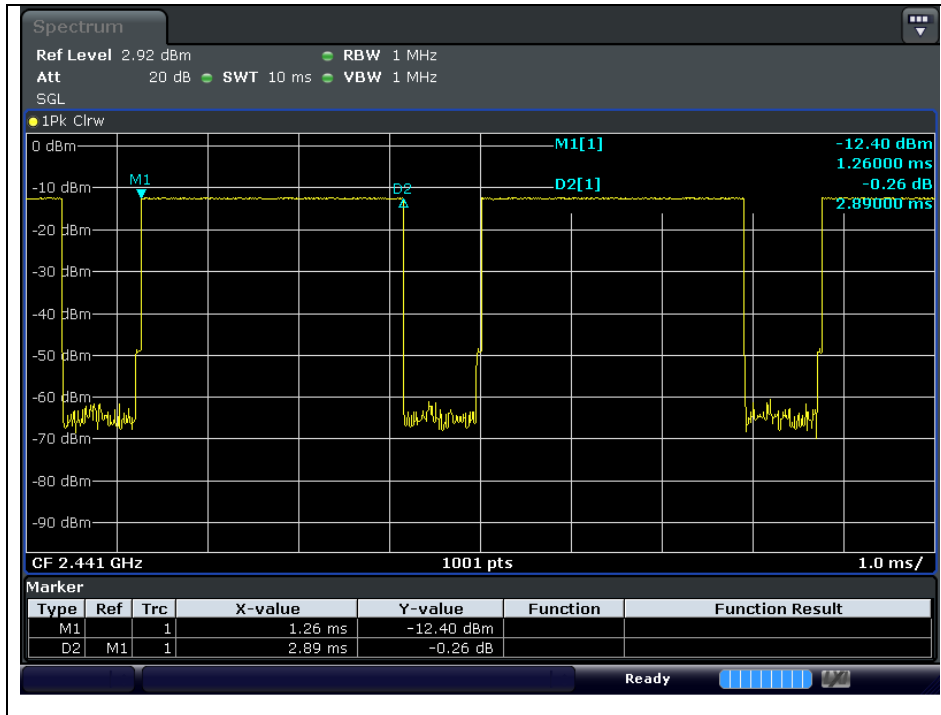 Spectrum
Ref Level 2.92 dBm RBW 1 MHz
Att 20 dB SWT 10 ms VBW 1 MHz
SGL
1Pk Clrw
0 dBm
M1[1] -12.40 dBm
1.26000 ms
-10 dBm
M1
D2
D2[1] -0.26 dB
2.89000 ms
-20 dBm
-30 dBm
-40 dBm
-50 dBm
-60 dBm
-70 dBm
-80 dBm
-90 dBm
CF 2.441 GHz 1001 pts 1.0 ms/
Marker
Type Ref Trc X-value Y-value Function Function Result
M1 1 1.26 ms -12.40 dBm
D2 M1 1 2.89 ms -0.26 dB
Ready